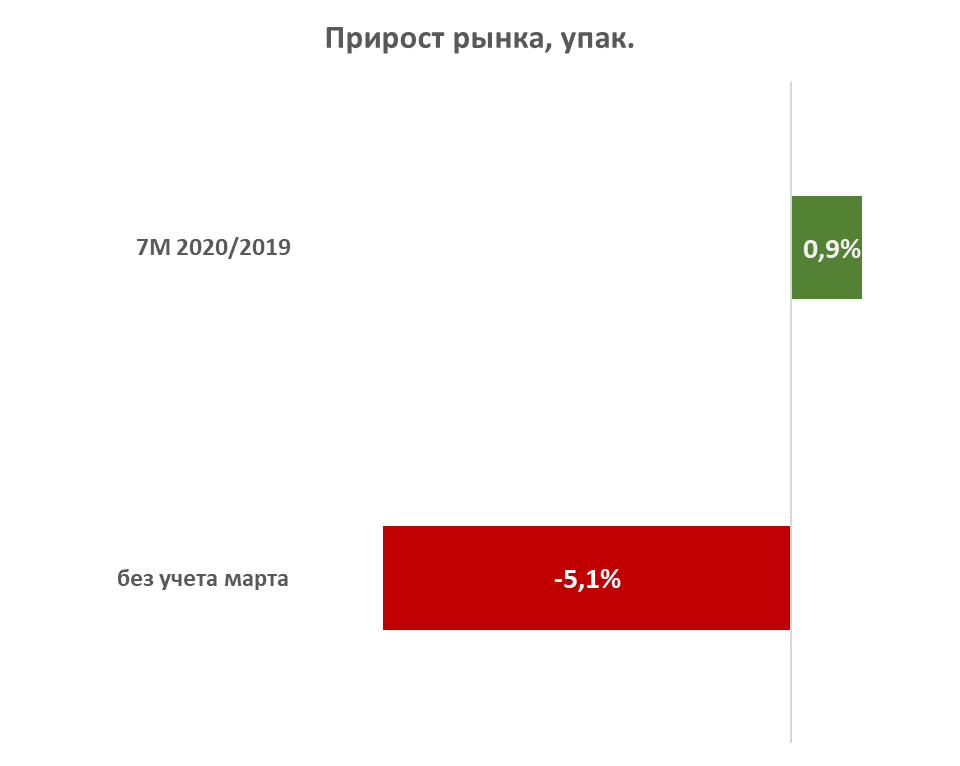 Прирост рынка, упак.
7М 2020/2019
0,9%
без учета марта
-5,1%